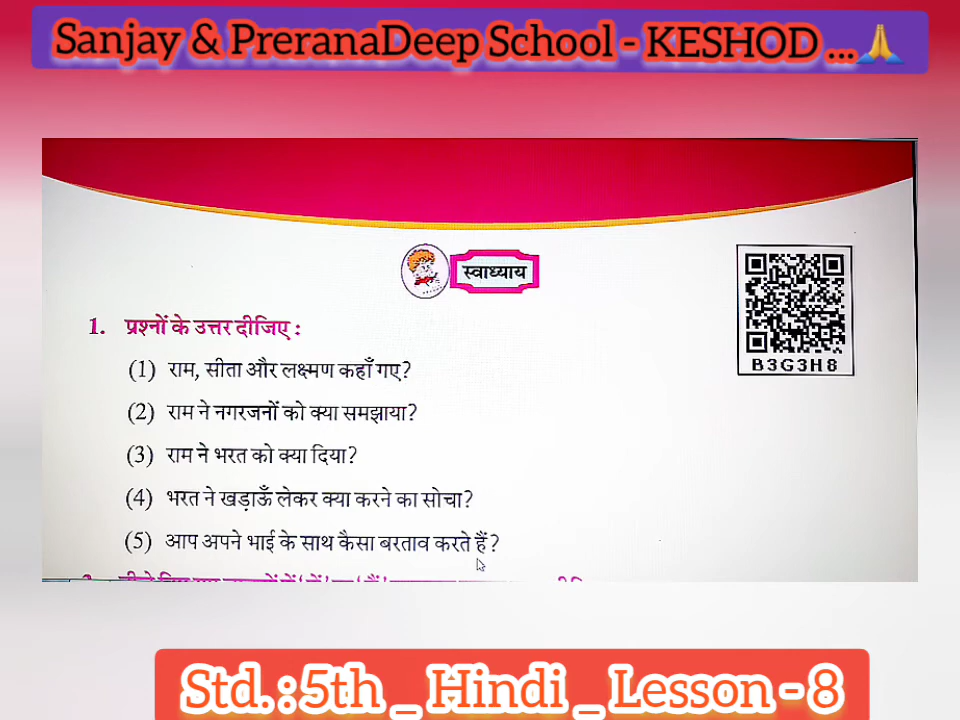 Sanjay & PreranaDeep School - KESHOD ...🙏
स्वाध्याय
1. प्रश्नों के उत्तर दीजिए :
(1) राम, सीता और लक्ष्मण कहाँ गए?
(2) राम ने नगरजनों को क्या समझाया?
(3) राम ने भरत को क्या दिया?
(4) भरत ने खड़ाऊँ लेकर क्या करने का सोचा?
(5) आप अपने भाई के साथ कैसा बरताव करते हैं?
B3G3H8
Std. : 5th _ Hindi _ Lesson - 8